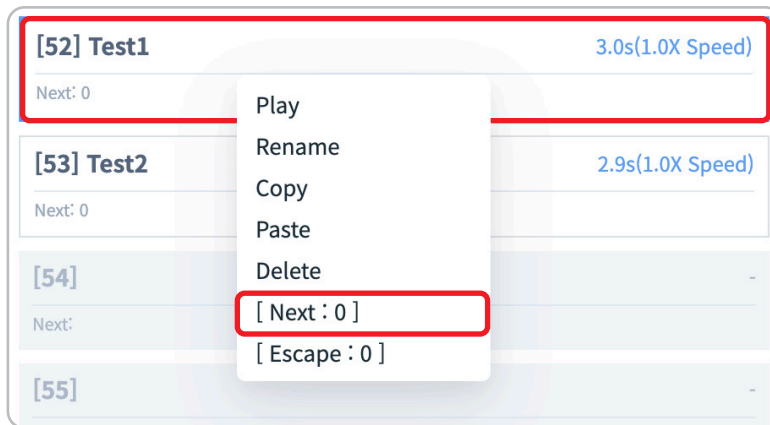 [52] Test1 3.0s(1.0X Speed)
Next: 0
Play
Rename
Copy
Paste
Delete
[ Next : 0 ]
[ Escape : 0 ]
[53] Test2 2.9s(1.0X Speed)
Next: 0
[54] -
Next:
[55] -